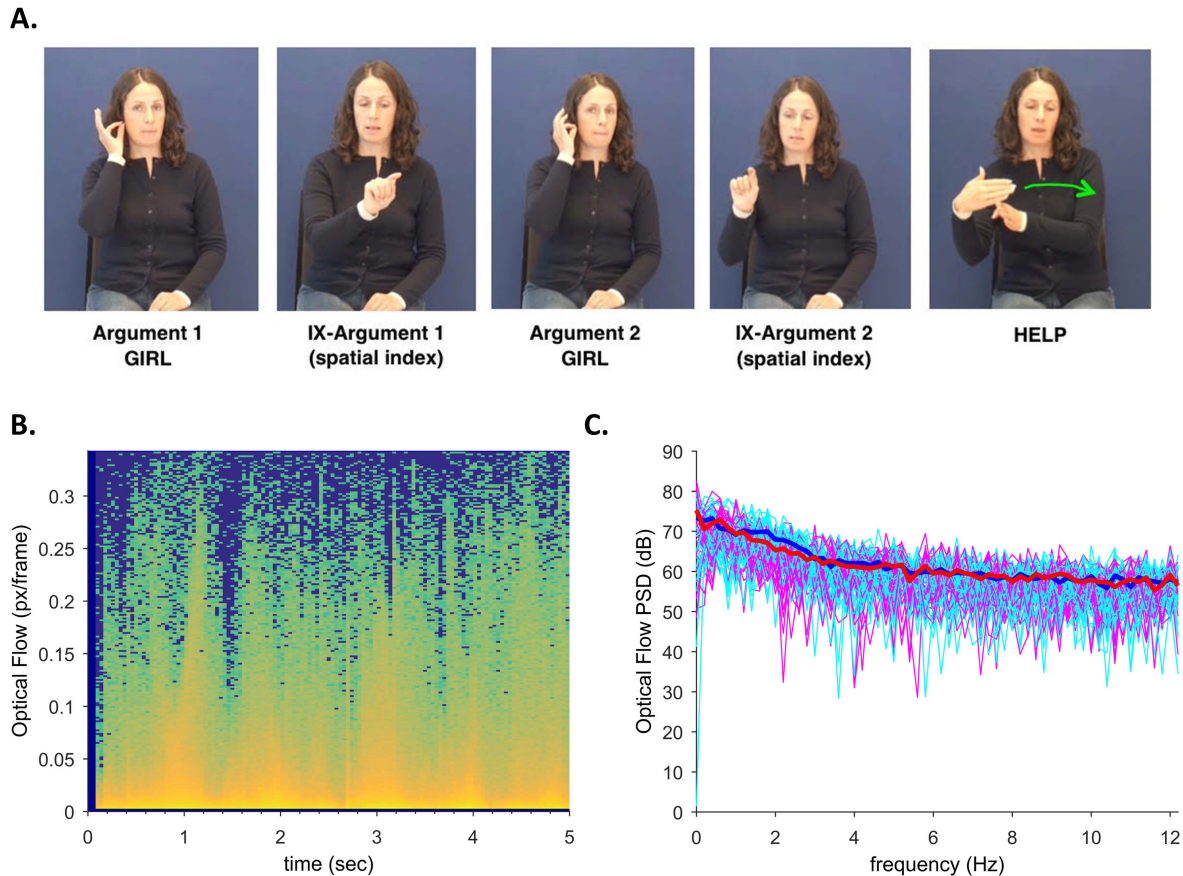 A.
Argument 1
GIRL
IX-Argument 1
(spatial index)
Argument 2
GIRL
IX-Argument 2
(spatial index)
HELP
B.
Optical Flow (px/frame)
0.3
0.25
0.2
0.15
0.1
0.05
0
0 1 2 3 4 5
time (sec)
C.
Optical Flow PSD (dB)
90
80
70
60
50
40
30
20
10
0
0 2 4 6 8 10 12
frequency (Hz)